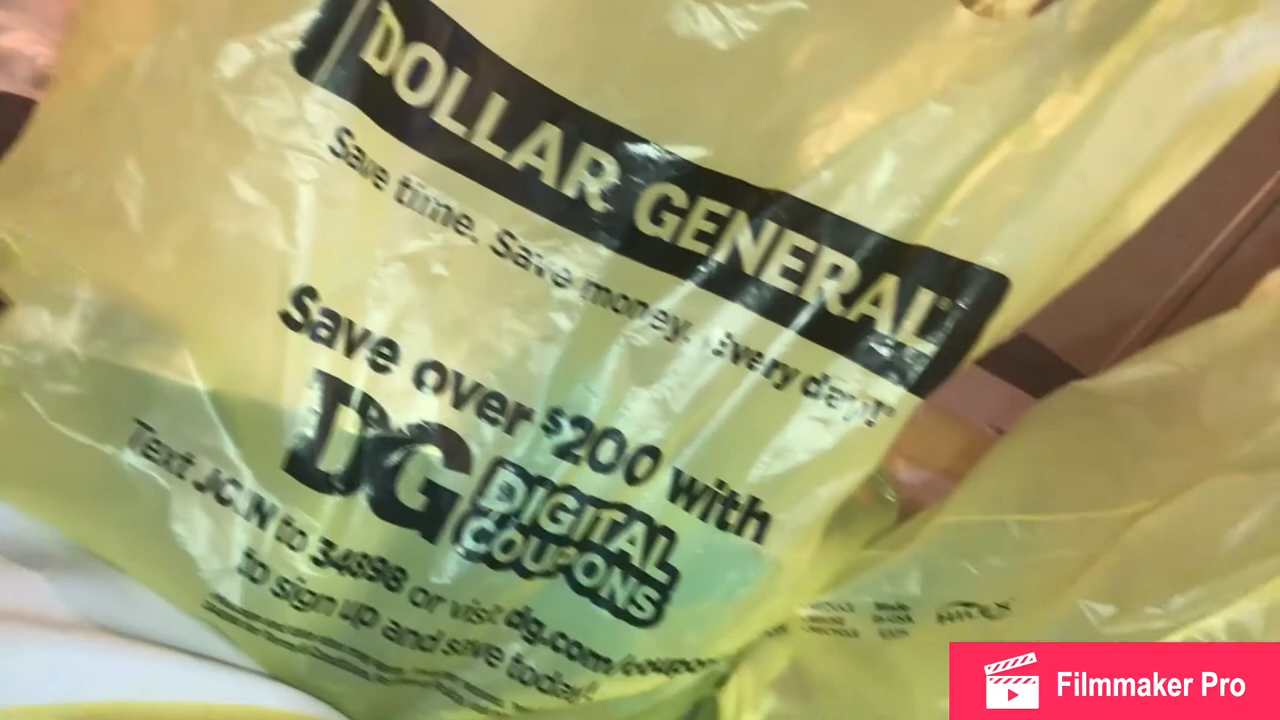 DOLLAR GENERAL
Save time. Save money. Every day!
Save over $200 with
DG DIGITAL
COUPONS
Text JOIN to 34898 or visit dg.com/coupon
to sign up and save today!
Filmmaker Pro